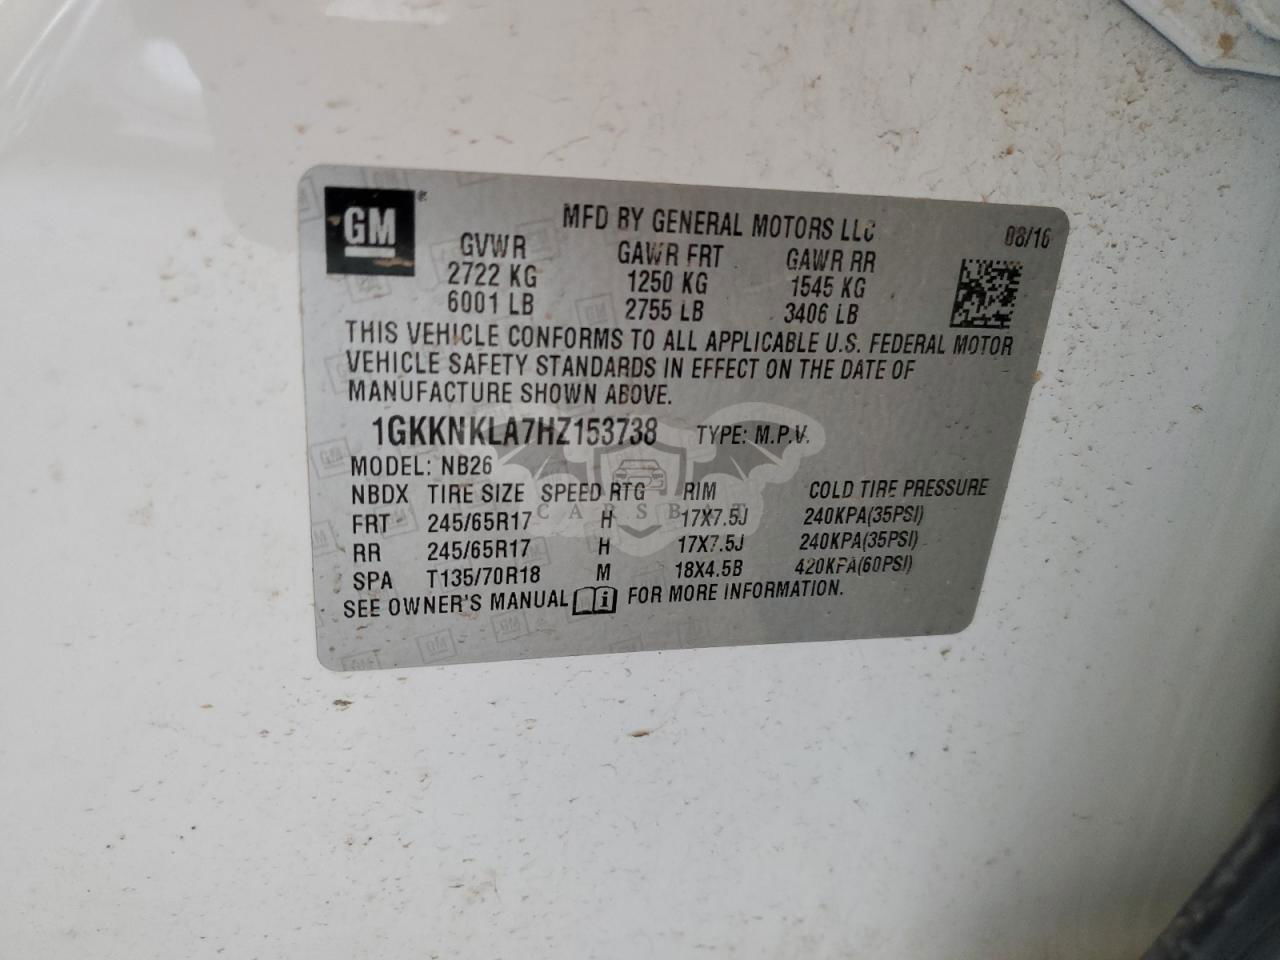 GM
MFD BY GENERAL MOTORS LLC
08/16
GVWR GAWR FRT GAWR RR
2722 KG 1250 KG 1545 KG
6001 LB 2755 LB 3406 LB
THIS VEHICLE CONFORMS TO ALL APPLICABLE U.S. FEDERAL MOTOR
VEHICLE SAFETY STANDARDS IN EFFECT ON THE DATE OF
MANUFACTURE SHOWN ABOVE.
1GKKNKLA7HZ153738 TYPE: M.P.V.
MODEL: NB26
NBDX TIRE SIZE SPEED RTG RIM COLD TIRE PRESSURE
CARSBAT
FRT 245/65R17 H 17X7.5J 240KPA(35PSI)
RR 245/65R17 H 17X7.5J 240KPA(35PSI)
SPA T135/70R18 M 18X4.5B 420KPA(60PSI)
SEE OWNER'S MANUAL i FOR MORE INFORMATION.